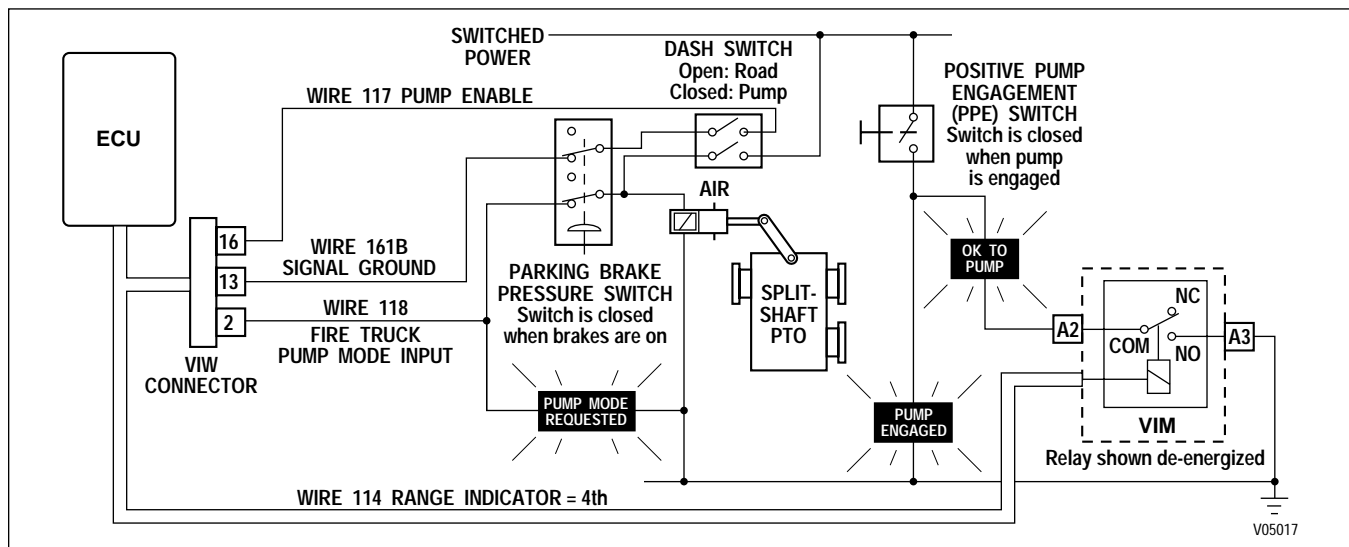 SWITCHED
POWER
DASH SWITCH
Open: Road
Closed: Pump
POSITIVE PUMP
ENGAGEMENT
(PPE) SWITCH
Switch is closed
when pump
is engaged
WIRE 117 PUMP ENABLE
ECU
AIR
16
13
2
WIRE 161B
SIGNAL GROUND
WIRE 118
FIRE TRUCK
PUMP MODE INPUT
VIW
CONNECTOR
PARKING BRAKE
PRESSURE SWITCH
Switch is closed
when brakes are on
SPLIT-
SHAFT
PTO
OK TO
PUMP
PUMP MODE
REQUESTED
PUMP
ENGAGED
A2
NC
COM
NO
A3
VIM
Relay shown de-energized
WIRE 114 RANGE INDICATOR = 4th
V05017